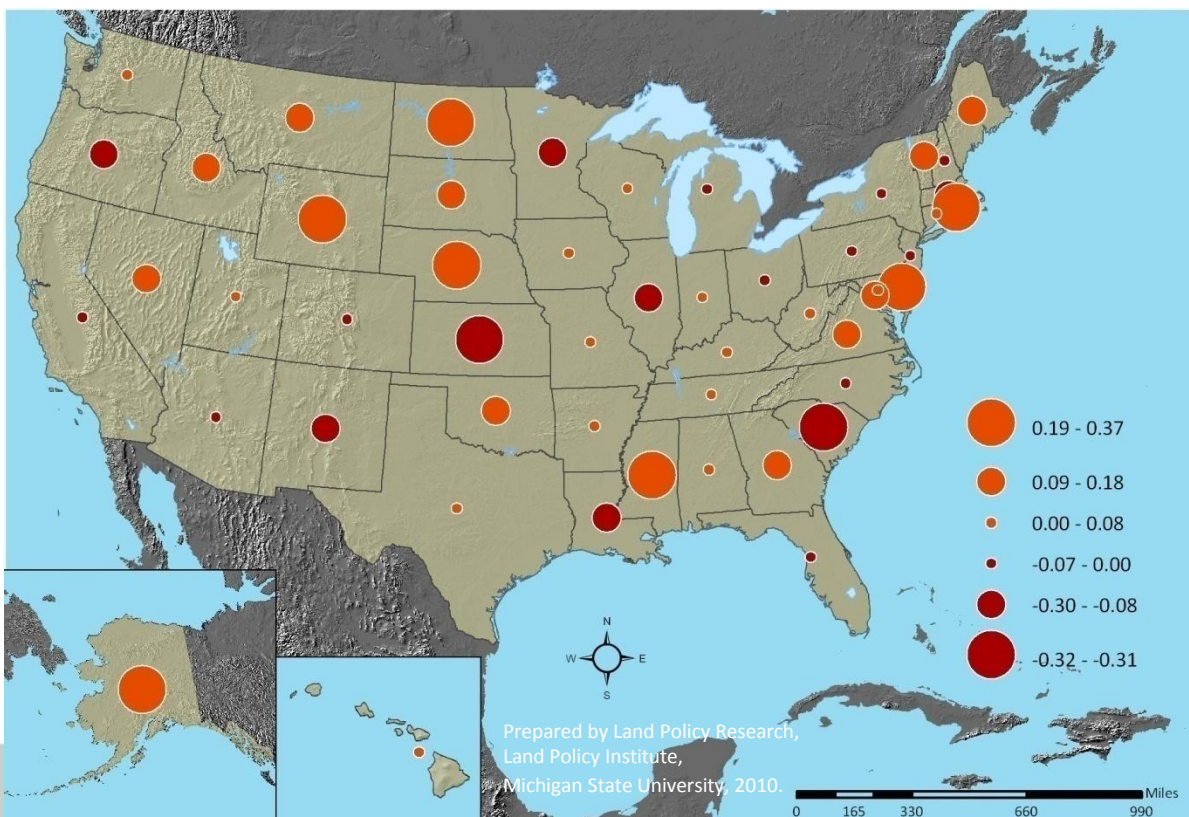 0.19 - 0.37
0.09 - 0.18
0.00 - 0.08
-0.07 - 0.00
-0.30 - -0.08
-0.32 - -0.31
N
W E
S
Prepared by Land Policy Research,
Land Policy Institute,
Michigan State University, 2010.
Miles
0 165 330 660 990